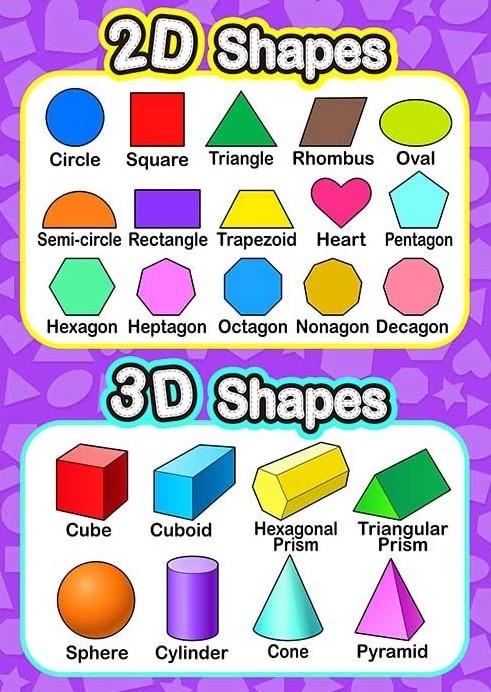 2D Shapes
Circle Square Triangle Rhombus Oval
Semi-circle Rectangle Trapezoid Heart Pentagon
Hexagon Heptagon Octagon Nonagon Decagon
3D Shapes
Cube Cuboid Hexagonal Prism Triangular Prism
Sphere Cylinder Cone Pyramid